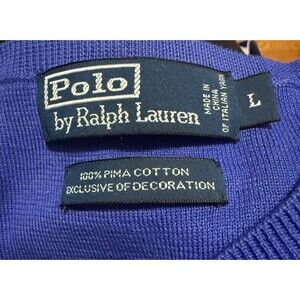 Polo
by Ralph Lauren
MADE IN
CHINA
OF ITALIAN YARN
L
100% PIMA COTTON
EXCLUSIVE OF DECORATION